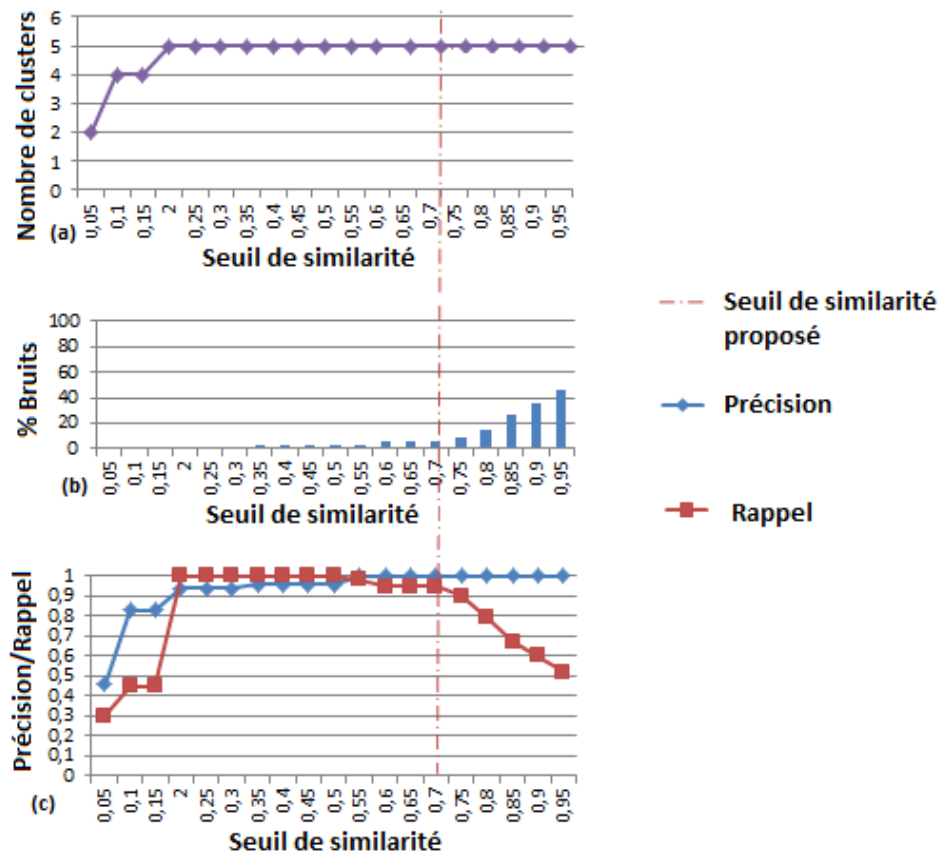 6
5
4
3
2
1
0
Nombre de clusters
0,05 0,1 0,15 2 0,25 0,3 0,35 0,4 0,45 0,5 0,55 0,6 0,65 0,7 0,75 0,8 0,85 0,9 0,95
(a)
Seuil de similarité
100
80
60
40
20
0
% Bruits
0,05 0,1 0,15 2 0,25 0,3 0,35 0,4 0,45 0,5 0,55 0,6 0,65 0,7 0,75 0,8 0,85 0,9 0,95
(b)
Seuil de similarité
1
0,9
0,8
0,7
0,6
0,5
0,4
0,3
0,2
0,1
0
Précision/Rappel
0,05 0,1 0,15 2 0,25 0,3 0,35 0,4 0,45 0,5 0,55 0,6 0,65 0,7 0,75 0,8 0,85 0,9 0,95
(c)
Seuil de similarité
Seuil de similarité
proposé
Précision
Rappel